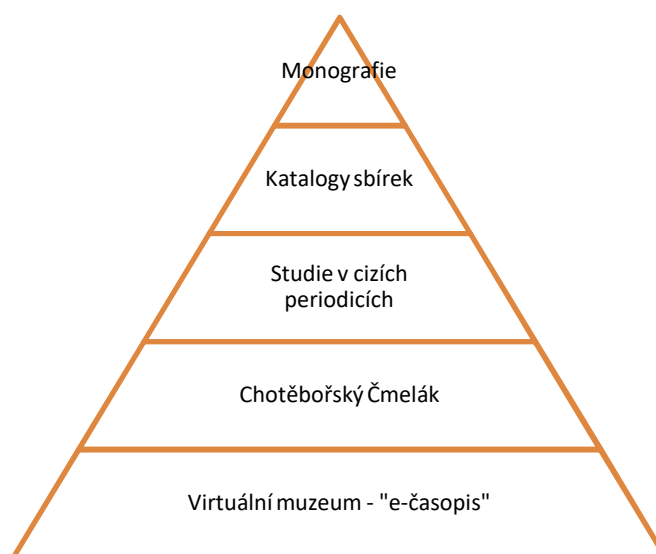 Monografie
Katalogy sbírek
Studie v cizích
periodicích
Chotěbořský Čmelák
Virtuální muzeum - "e-časopis"